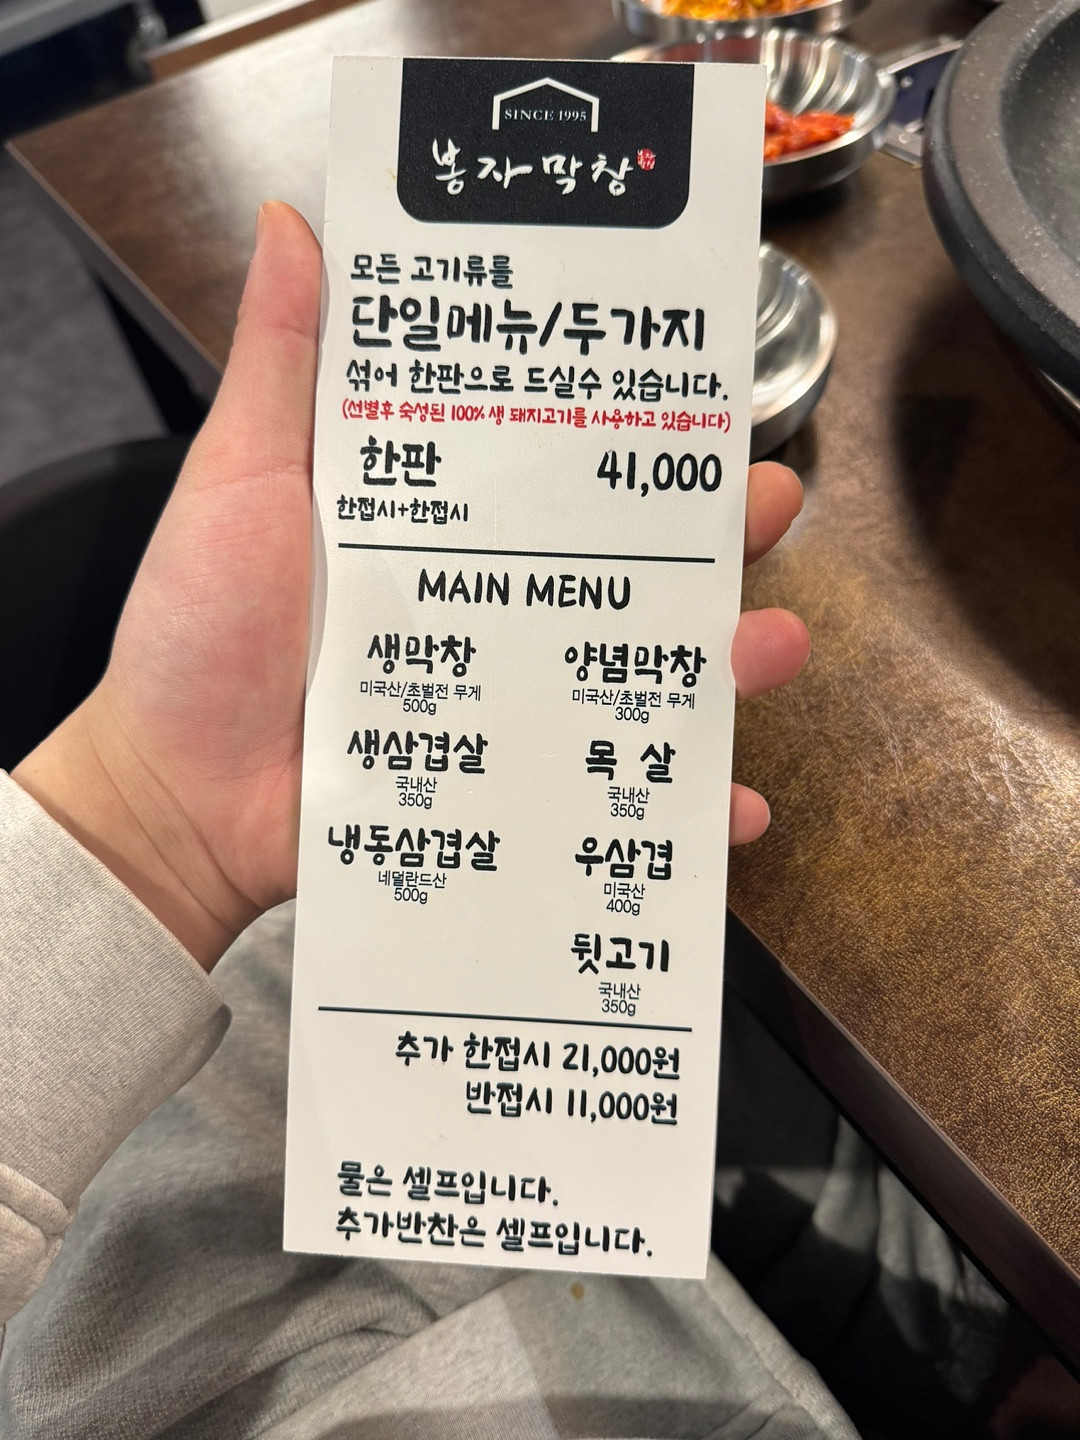 SINCE 1995
봉자막창
모든 고기류를
단일메뉴/두가지
섞어 한판으로 드실수 있습니다.
(선별후 숙성된 100% 생 돼지고기를 사용하고 있습니다)
한판 41,000
한접시+한접시
MAIN MENU
생막창
미국산/초벌전 무게
500g
양념막창
미국산/초벌전 무게
300g
생삼겹살
국내산
350g
목 살
국내산
350g
냉동삼겹살
네덜란드산
500g
우삼겹
미국산
400g
뒷고기
국내산
350g
추가 한접시 21,000원
반접시 11,000원
물은 셀프입니다.
추가반찬은 셀프입니다.